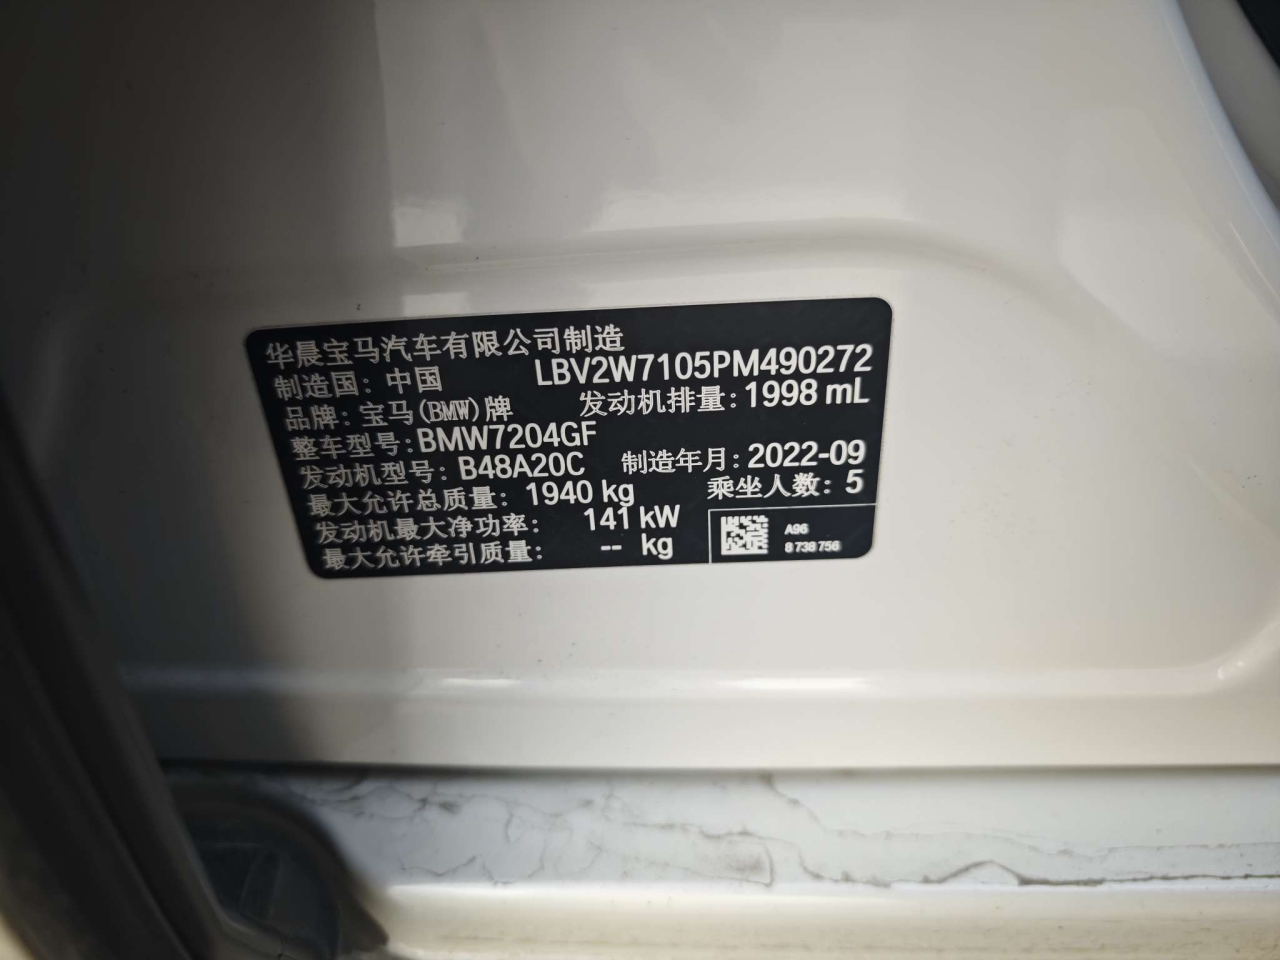 华晨宝马汽车有限公司制造
制造国：中国 LBV2W7105PM490272
品牌：宝马(BMW)牌 发动机排量：1998 mL
整车型号：BMW7204GF
发动机型号：B48A20C 制造年月：2022-09
最大允许总质量：1940 kg 乘坐人数：5
发动机最大净功率：141 kW
最大允许牵引质量：-- kg
A96
8 738 756